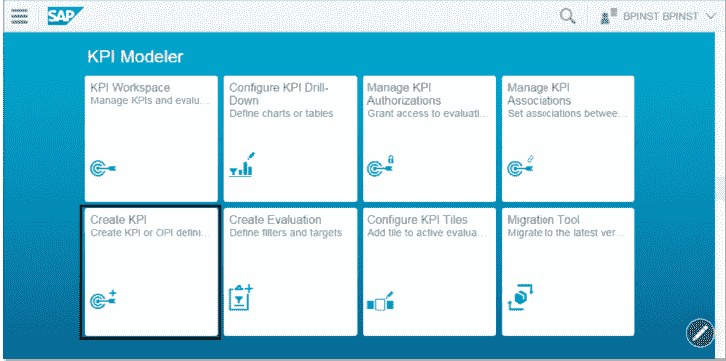 SAP
BPINST BPINST
KPI Modeler
KPI Workspace
Manage KPIs and evalu...
Configure KPI Drill-
Down
Define charts or tables
Manage KPI
Authorizations
Grant access to evaluati...
Manage KPI
Associations
Set associations betwee...
Create KPI
Create KPI or OPI defini...
Create Evaluation
Define filters and targets
Configure KPI Tiles
Add tile to active evalua...
Migration Tool
Migrate to the latest ver...